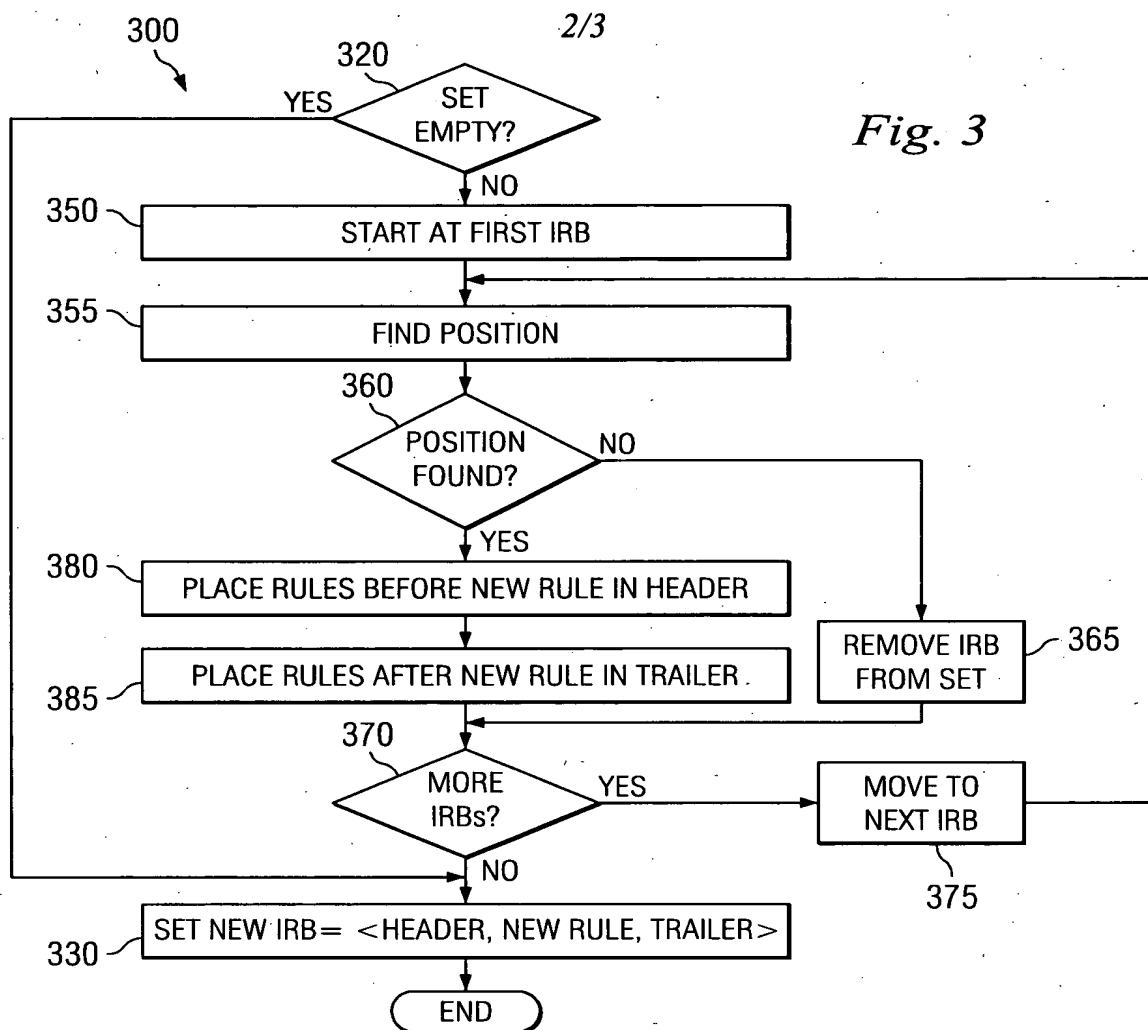 2/3
300
320
YES
SET
EMPTY?
Fig. 3
NO
350
START AT FIRST IRB
355
FIND POSITION
360
POSITION
FOUND?
NO
YES
380
PLACE RULES BEFORE NEW RULE IN HEADER
385
PLACE RULES AFTER NEW RULE IN TRAILER
REMOVE IRB
FROM SET
365
370
MORE
IRBs?
YES
MOVE TO
NEXT IRB
375
NO
330
SET NEW IRB= <HEADER, NEW RULE, TRAILER>
END